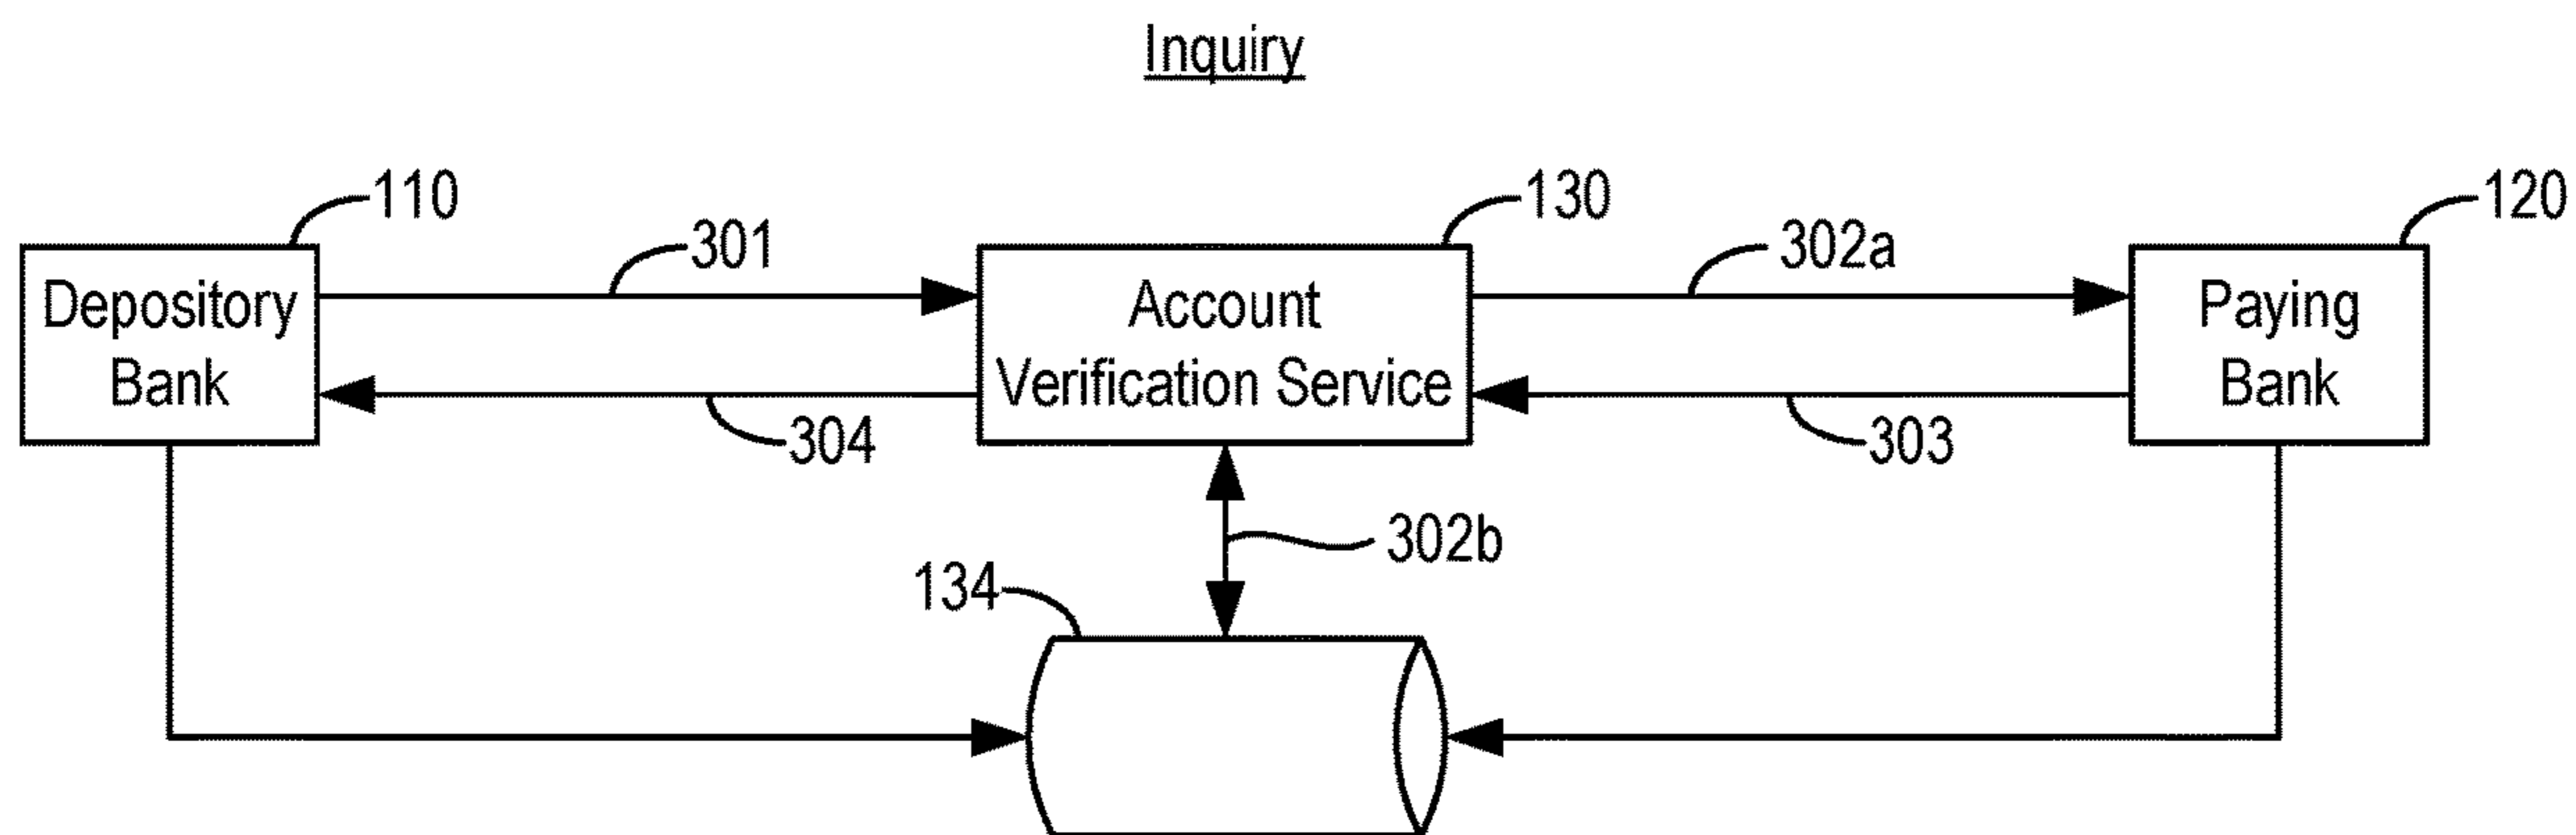 Inquiry
110
130
120
301
302a
Depository
Bank
Account
Verification Service
Paying
Bank
304
303
302b
134